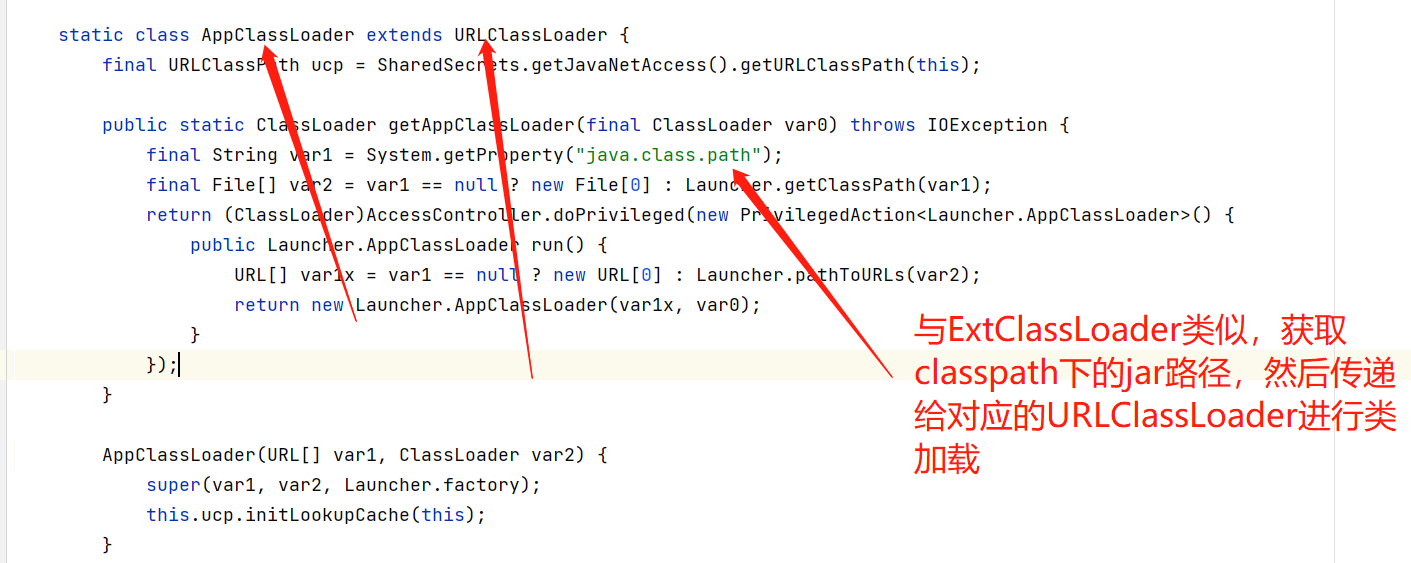 static class AppClassLoader extends URLClassLoader {
final URLClassPath ucp = SharedSecrets.getJavaNetAccess().getURLClassPath(this);
public static ClassLoader getAppClassLoader(final ClassLoader var0) throws IOException {
final String var1 = System.getProperty("java.class.path");
final File[] var2 = var1 == null ? new File[0] : Launcher.getClassPath(var1);
return (ClassLoader)AccessController.doPrivileged(new PrivilegedAction<Launcher.AppClassLoader>() {
public Launcher.AppClassLoader run() {
URL[] var1x = var1 == null ? new URL[0] : Launcher.pathToURLs(var2);
return new Launcher.AppClassLoader(var1x, var0);
}
});
}
AppClassLoader(URL[] var1, ClassLoader var2) {
super(var1, var2, Launcher.factory);
this.ucp.initLookupCache(this);
}
与ExtClassLoader类似，获取
classpath下的jar路径，然后传递
给对应的URLClassLoader进行类
加载